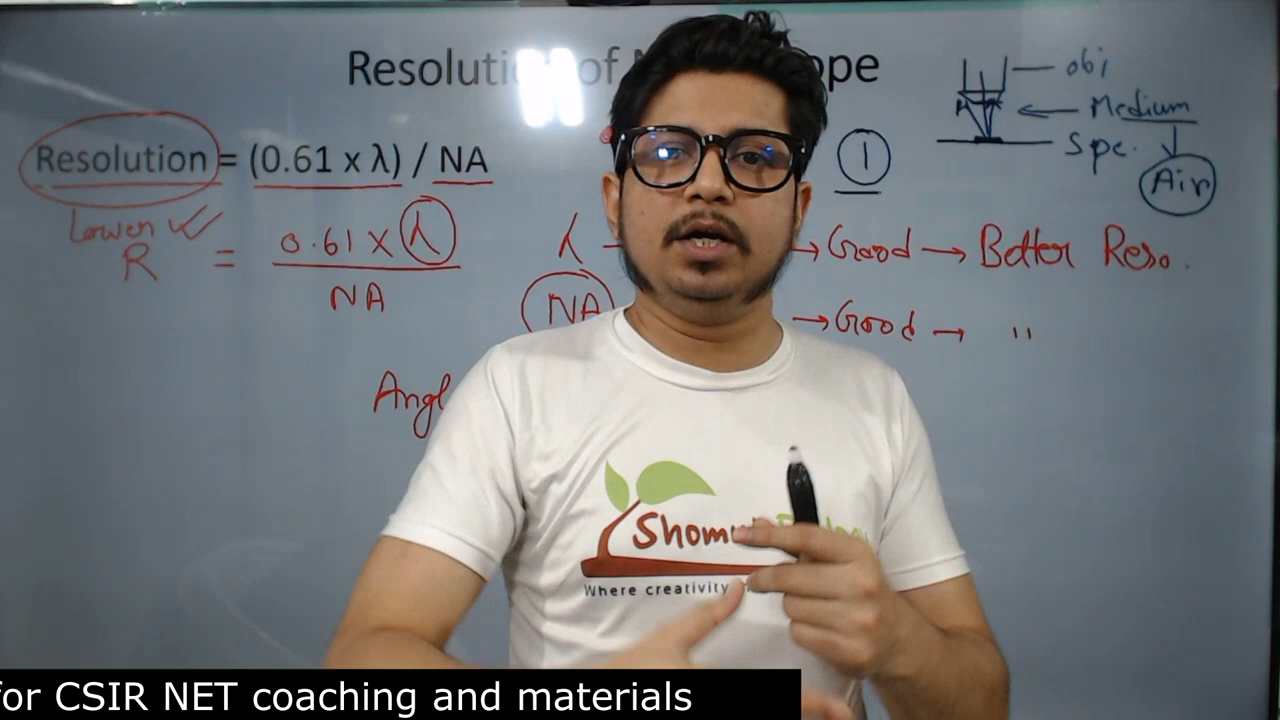 Resoluti of ope
Resolution = (0.61 x λ) / NA
Lower
R = 0.61 X λ
NA
λ → Good → Better Reso.
NA → Good → "
Angl
1
obj
Medium
Spe.
Air
Shomu
Where creativity
for CSIR NET coaching and materials